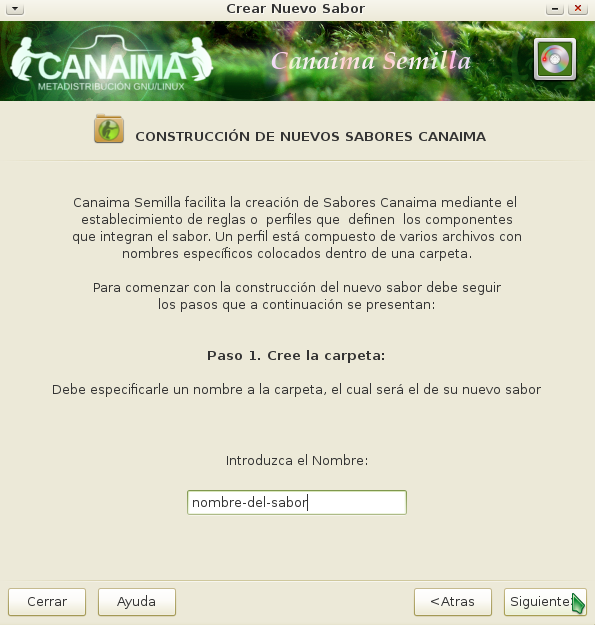 Crear Nuevo Sabor
CANAIMA
METADISTRIBUCIÓN GNU/LINUX
Canaima Semilla
CONSTRUCCIÓN DE NUEVOS SABORES CANAIMA
Canaima Semilla facilita la creación de Sabores Canaima mediante el
establecimiento de reglas o perfiles que definen los componentes
que integran el sabor. Un perfil está compuesto de varios archivos con
nombres específicos colocados dentro de una carpeta.
Para comenzar con la construcción del nuevo sabor debe seguir
los pasos que a continuación se presentan:
Paso 1. Cree la carpeta:
Debe especificarle un nombre a la carpeta, el cual será el de su nuevo sabor
Introduzca el Nombre:
nombre-del-sabor
Cerrar
Ayuda
<Atras
Siguiente>